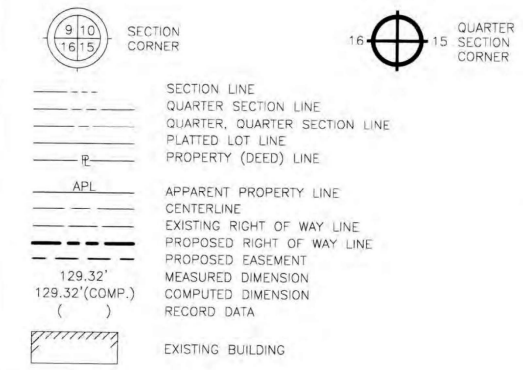 9 10
16 15
SECTION
CORNER
16
15
QUARTER
SECTION
CORNER
SECTION LINE
QUARTER SECTION LINE
QUARTER, QUARTER SECTION LINE
PLATTED LOT LINE
PL PROPERTY (DEED) LINE
APL APPARENT PROPERTY LINE
CENTERLINE
EXISTING RIGHT OF WAY LINE
PROPOSED RIGHT OF WAY LINE
PROPOSED EASEMENT
129.32' MEASURED DIMENSION
129.32'(COMP.) COMPUTED DIMENSION
( ) RECORD DATA
EXISTING BUILDING